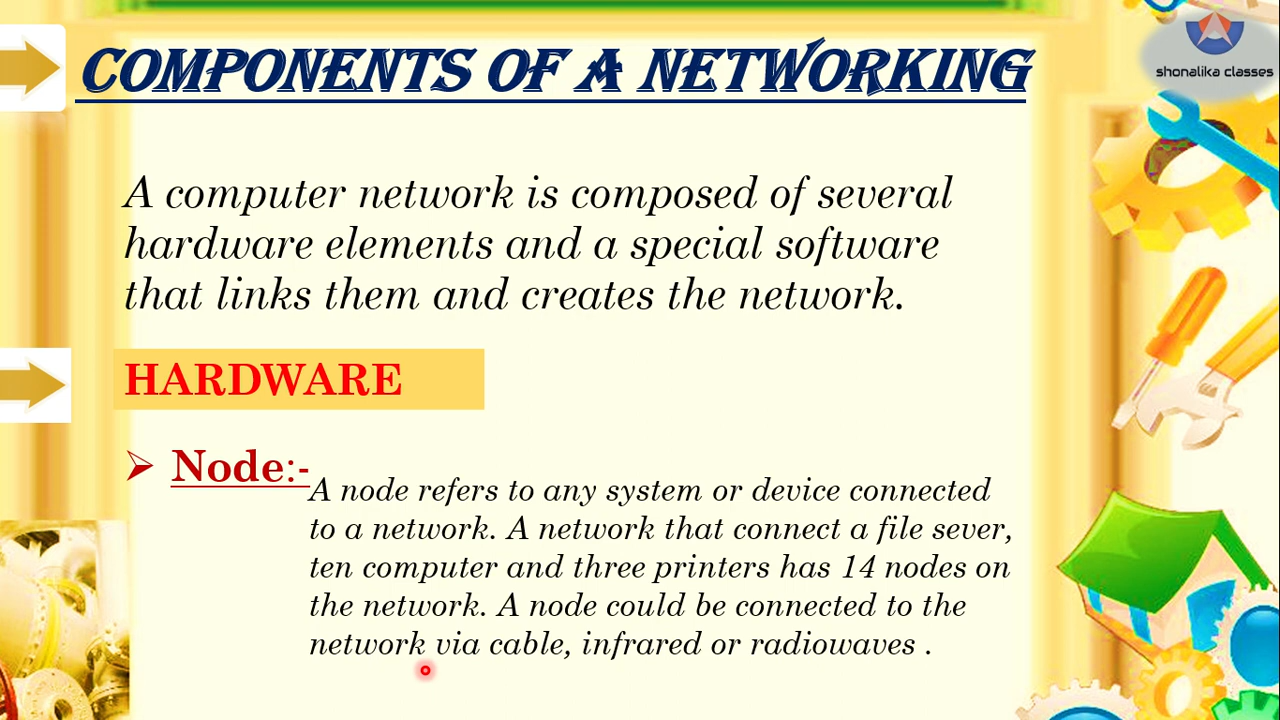 COMPONENTS OF A NETWORKING
shonalika classes
A computer network is composed of several
hardware elements and a special software
that links them and creates the network.
HARDWARE
Node:-
A node refers to any system or device connected
to a network. A network that connect a file sever,
ten computer and three printers has 14 nodes on
the network. A node could be connected to the
network via cable, infrared or radiowaves .